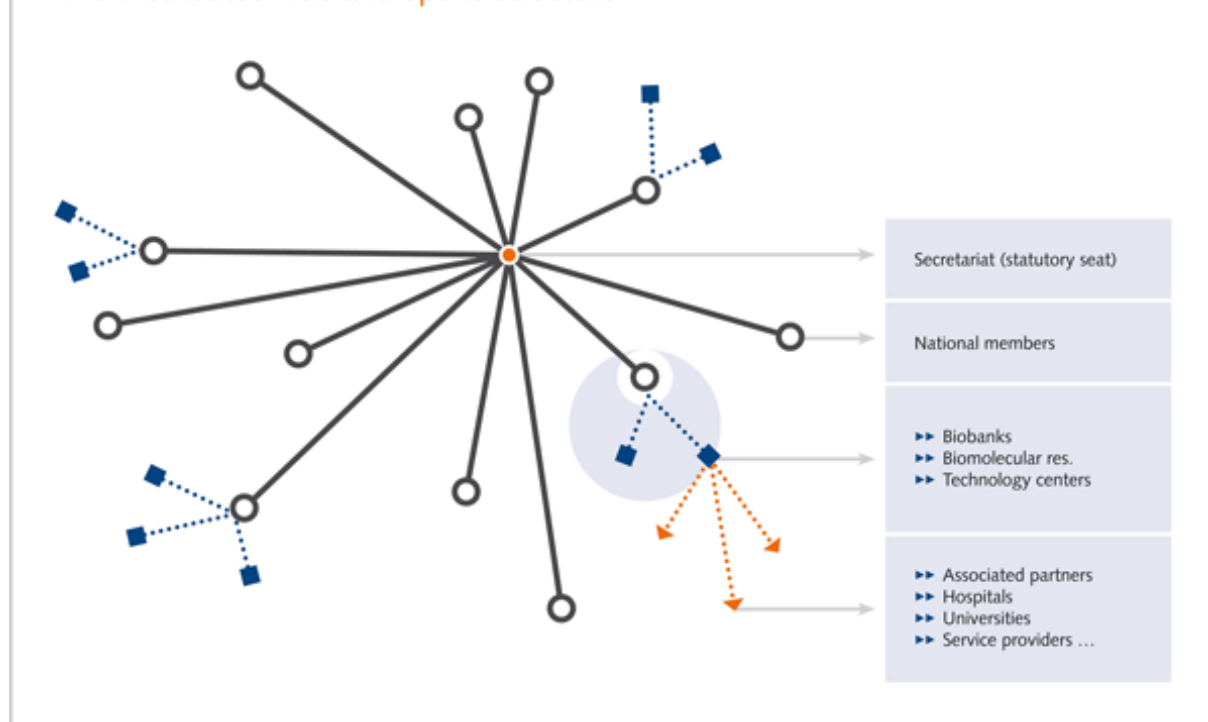 Secretariat (statutory seat)
National members
▶▶ Biobanks
▶▶ Biomolecular res.
▶▶ Technology centers
▶▶ Associated partners
▶▶ Hospitals
▶▶ Universities
▶▶ Service providers …